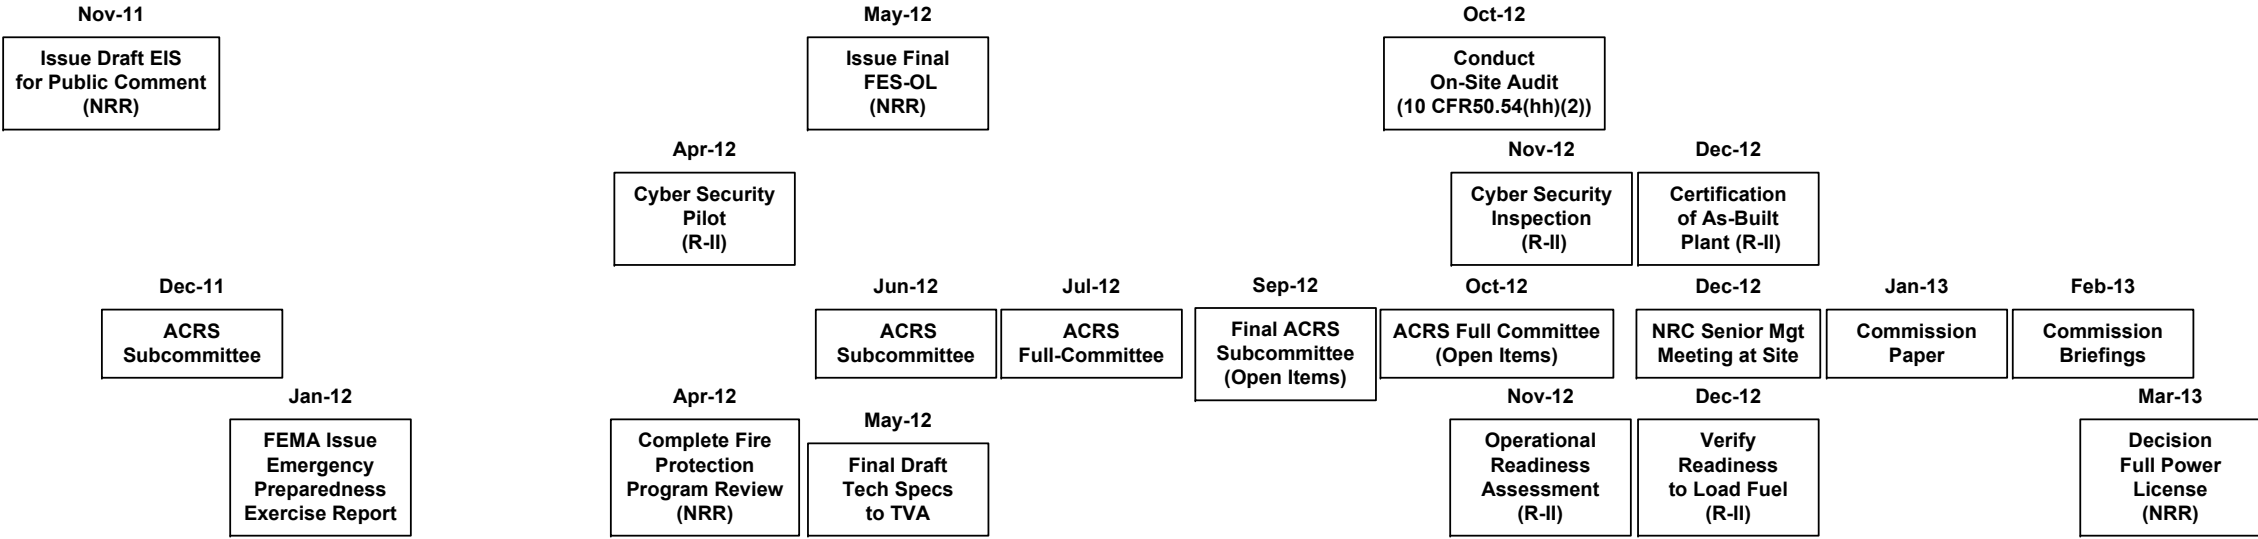 Nov-11
Issue Draft EIS
for Public Comment
(NRR)
May-12
Issue Final
FES-OL
(NRR)
Oct-12
Conduct
On-Site Audit
(10 CFR50.54(hh)(2))
Apr-12
Cyber Security
Pilot
(R-II)
Nov-12
Cyber Security
Inspection
(R-II)
Dec-12
Certification
of As-Built
Plant (R-II)
Dec-11
ACRS
Subcommittee
Jun-12
ACRS
Subcommittee
Jul-12
ACRS
Full-Committee
Sep-12
Final ACRS
Subcommittee
(Open Items)
Oct-12
ACRS Full Committee
(Open Items)
Dec-12
NRC Senior Mgt
Meeting at Site
Jan-13
Commission
Paper
Feb-13
Commission
Briefings
Jan-12
FEMA Issue
Emergency
Preparedness
Exercise Report
Apr-12
Complete Fire
Protection
Program Review
(NRR)
May-12
Final Draft
Tech Specs
to TVA
Nov-12
Operational
Readiness
Assessment
(R-II)
Dec-12
Verify
Readiness
to Load Fuel
(R-II)
Mar-13
Decision
Full Power
License
(NRR)